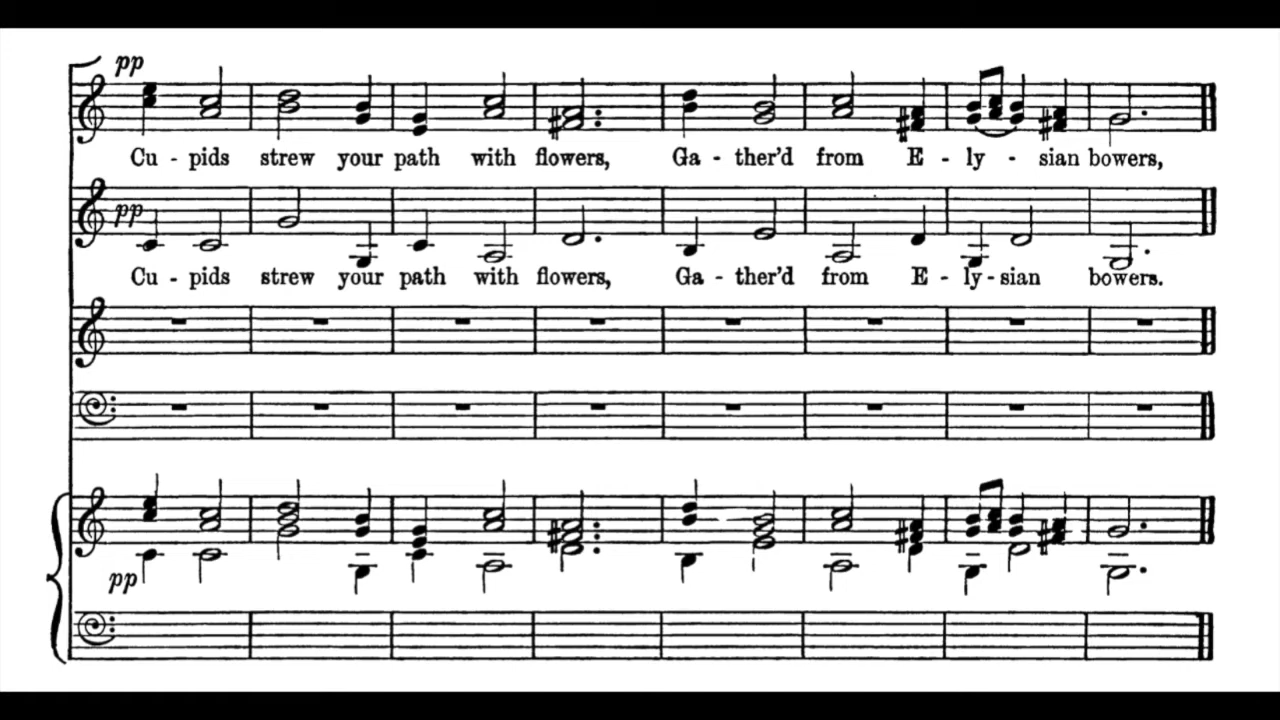 pp
Cu - pids strew your path with flowers, Ga - ther'd from E - ly - sian bowers,
pp
Cu - pids strew your path with flowers, Ga - ther'd from E - ly - sian bowers.
pp